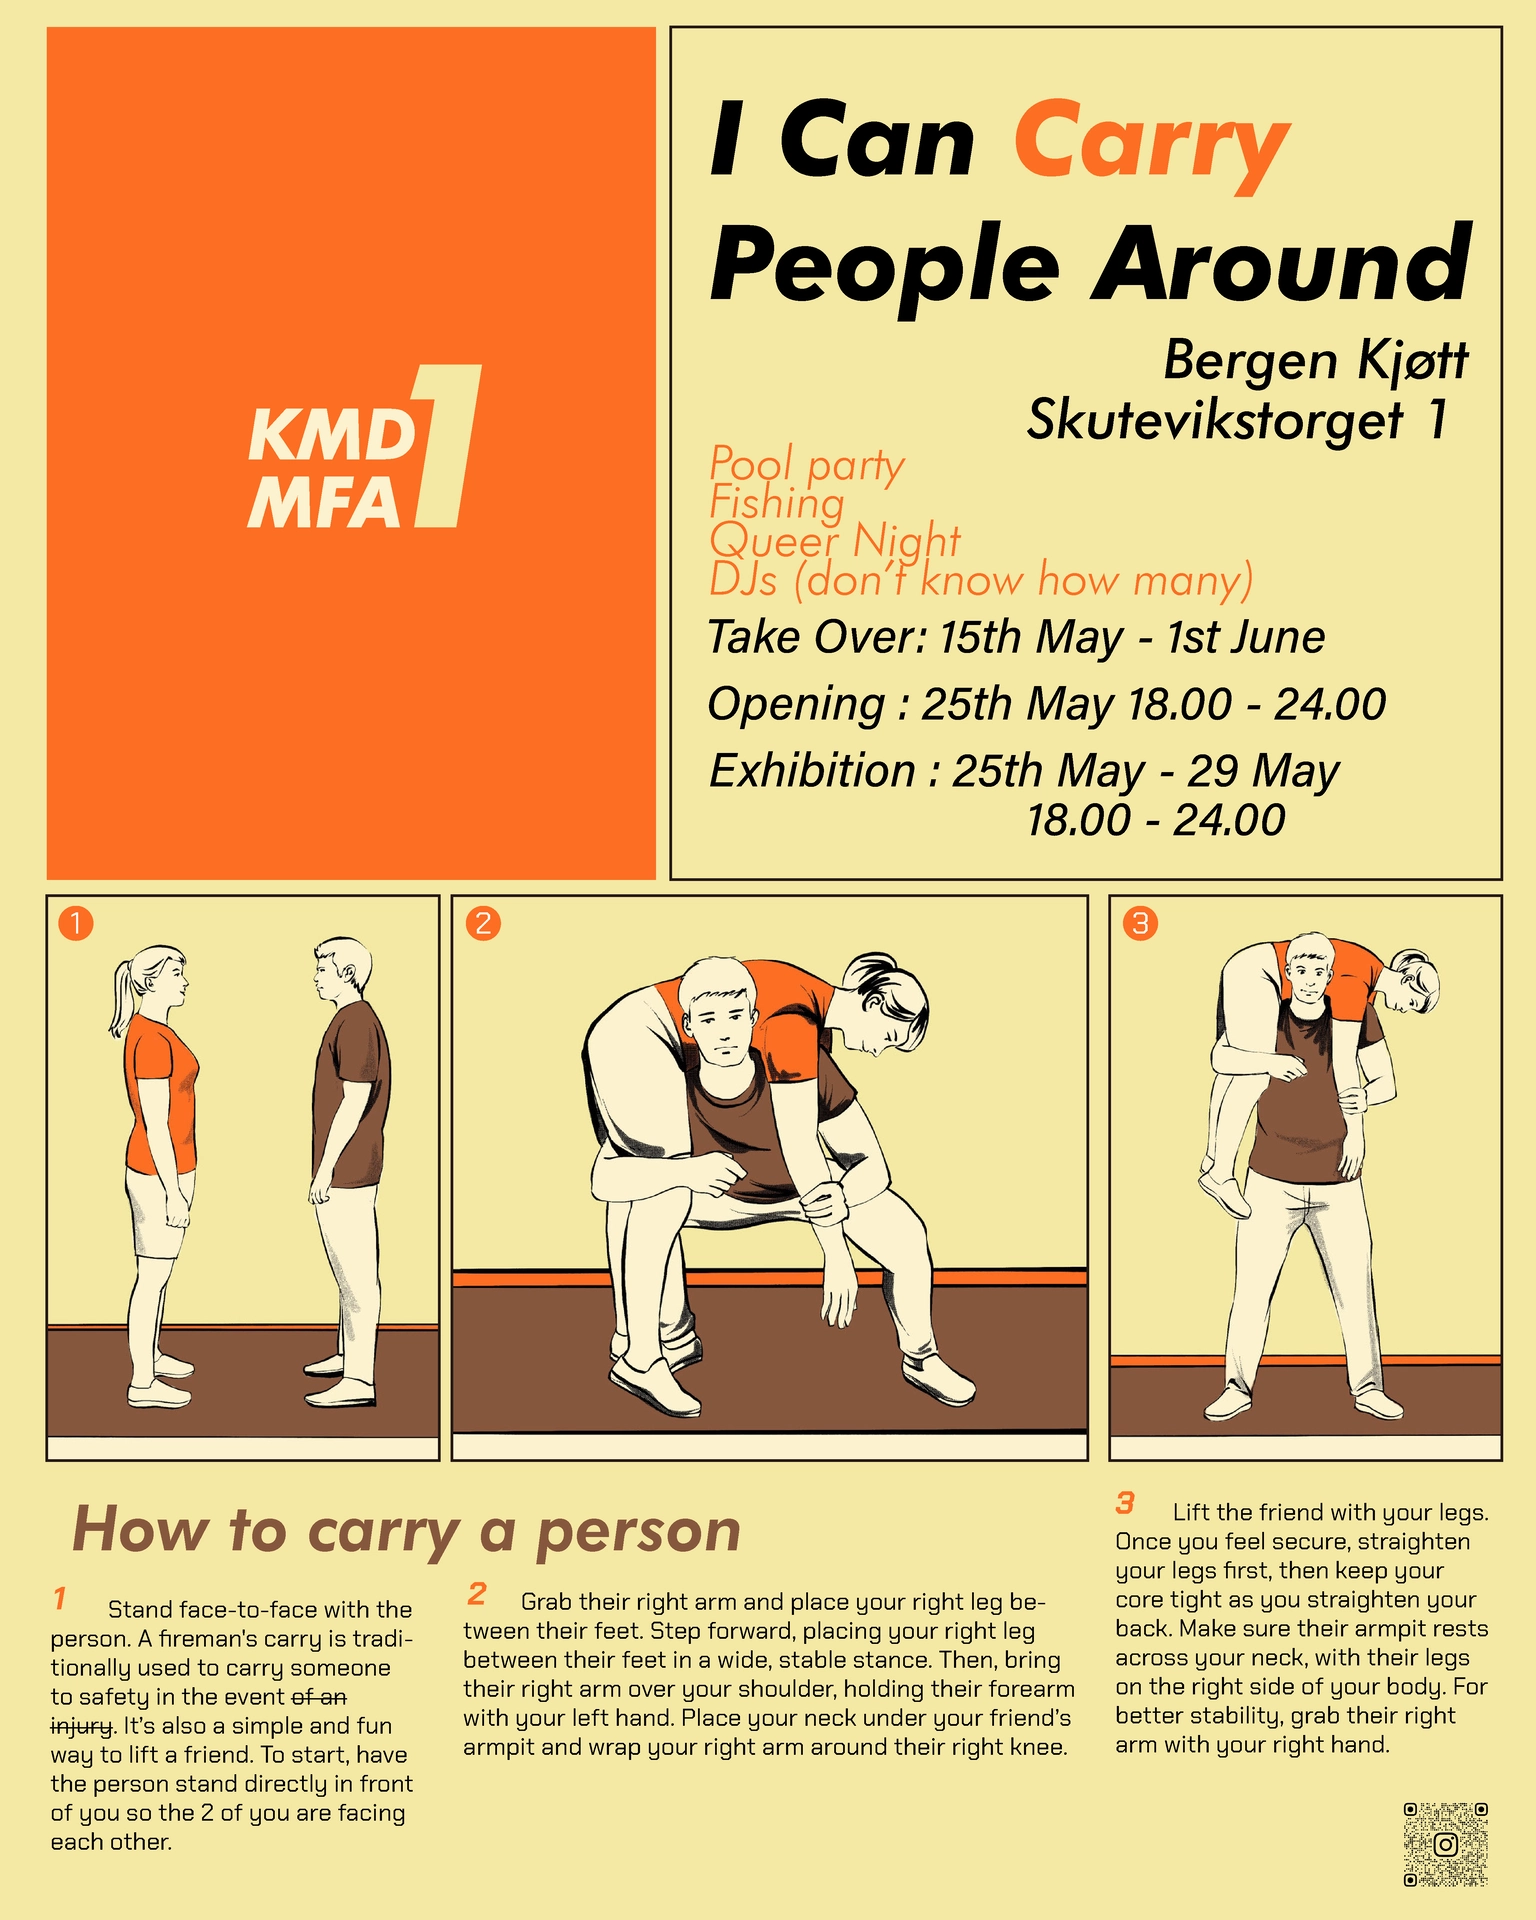 KMD
MFA
1
I Can Carry
People Around
Bergen Kjøtt
Skutevikstorget 1
Pool party
Fishing
Queer Night
DJs (don't know how many)
Take Over: 15th May - 1st June
Opening : 25th May 18.00 - 24.00
Exhibition : 25th May - 29 May
18.00 - 24.00
1
2
3
How to carry a person
1 Stand face-to-face with the
person. A fireman's carry is tradi-
tionally used to carry someone
to safety in the event of an
injury. It's also a simple and fun
way to lift a friend. To start, have
the person stand directly in front
of you so the 2 of you are facing
each other.
2 Grab their right arm and place your right leg be-
tween their feet. Step forward, placing your right leg
between their feet in a wide, stable stance. Then, bring
their right arm over your shoulder, holding their forearm
with your left hand. Place your neck under your friend's
armpit and wrap your right arm around their right knee.
3 Lift the friend with your legs.
Once you feel secure, straighten
your legs first, then keep your
core tight as you straighten your
back. Make sure their armpit rests
across your neck, with their legs
on the right side of your body. For
better stability, grab their right
arm with your right hand.